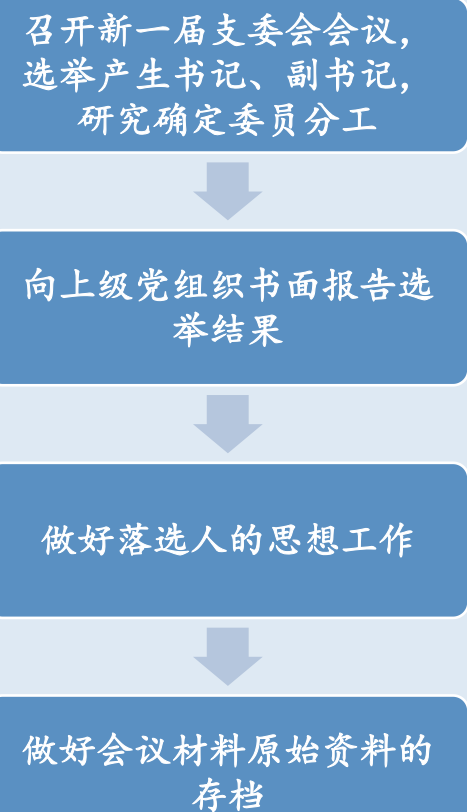 召开新一届支委会会议，
选举产生书记、副书记，
研究确定委员分工
向上级党组织书面报告选
举结果
做好落选人的思想工作
做好会议材料原始资料的
存档